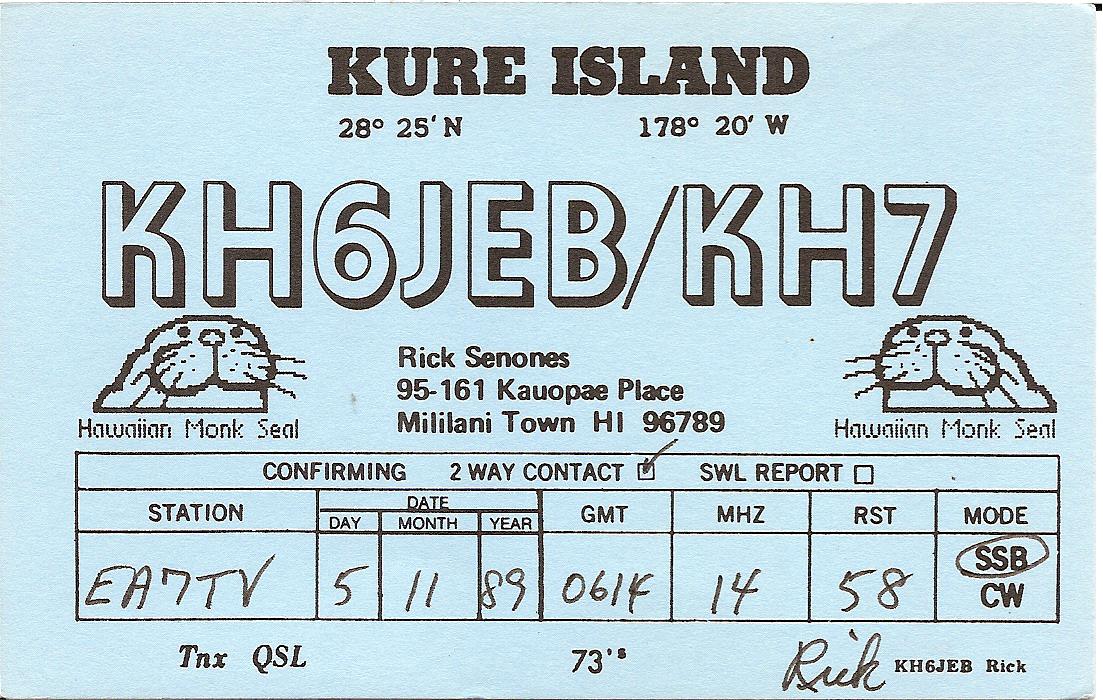 KURE ISLAND
28° 25' N 178° 20' W
KH6JEB/KH7
Rick Senones
95-161 Kauopae Place
Mililani Town HI 96789
Hawaiian Monk Seal Hawaiian Monk Seal
CONFIRMING 2 WAY CONTACT ☑ SWL REPORT ☐
STATION DATE GMT MHZ RST MODE
DAY MONTH YEAR
EA7TV 5 11 89 0614 14 58 SSB
CW
Tnx QSL 73's Rick KH6JEB Rick